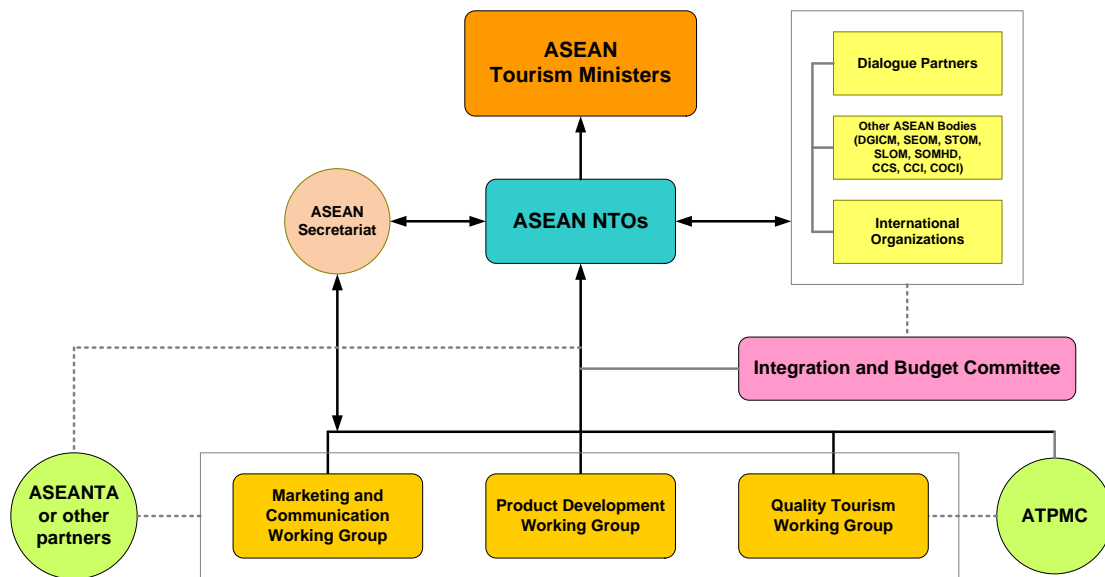 ASEAN
Tourism Ministers
Dialogue Partners
Other ASEAN Bodies
(DGICM, SEOM, STOM,
SLOM, SOMHD,
CCS, CCI, COCI)
International
Organizations
ASEAN
Secretariat
ASEAN NTOs
Integration and Budget Committee
ASEANTA
or other
partners
Marketing and
Communication
Working Group
Product Development
Working Group
Quality Tourism
Working Group
ATPMC